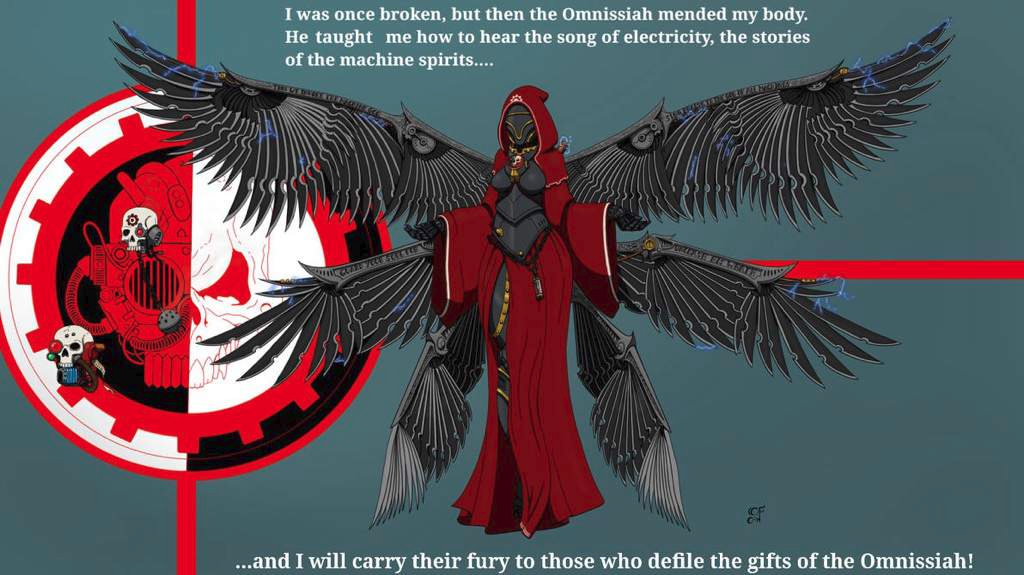 I was once broken, but then the Omnissiah mended my body.
He taught me how to hear the song of electricity, the stories
of the machine spirits....
...and I will carry their fury to those who defile the gifts of the Omnissiah!